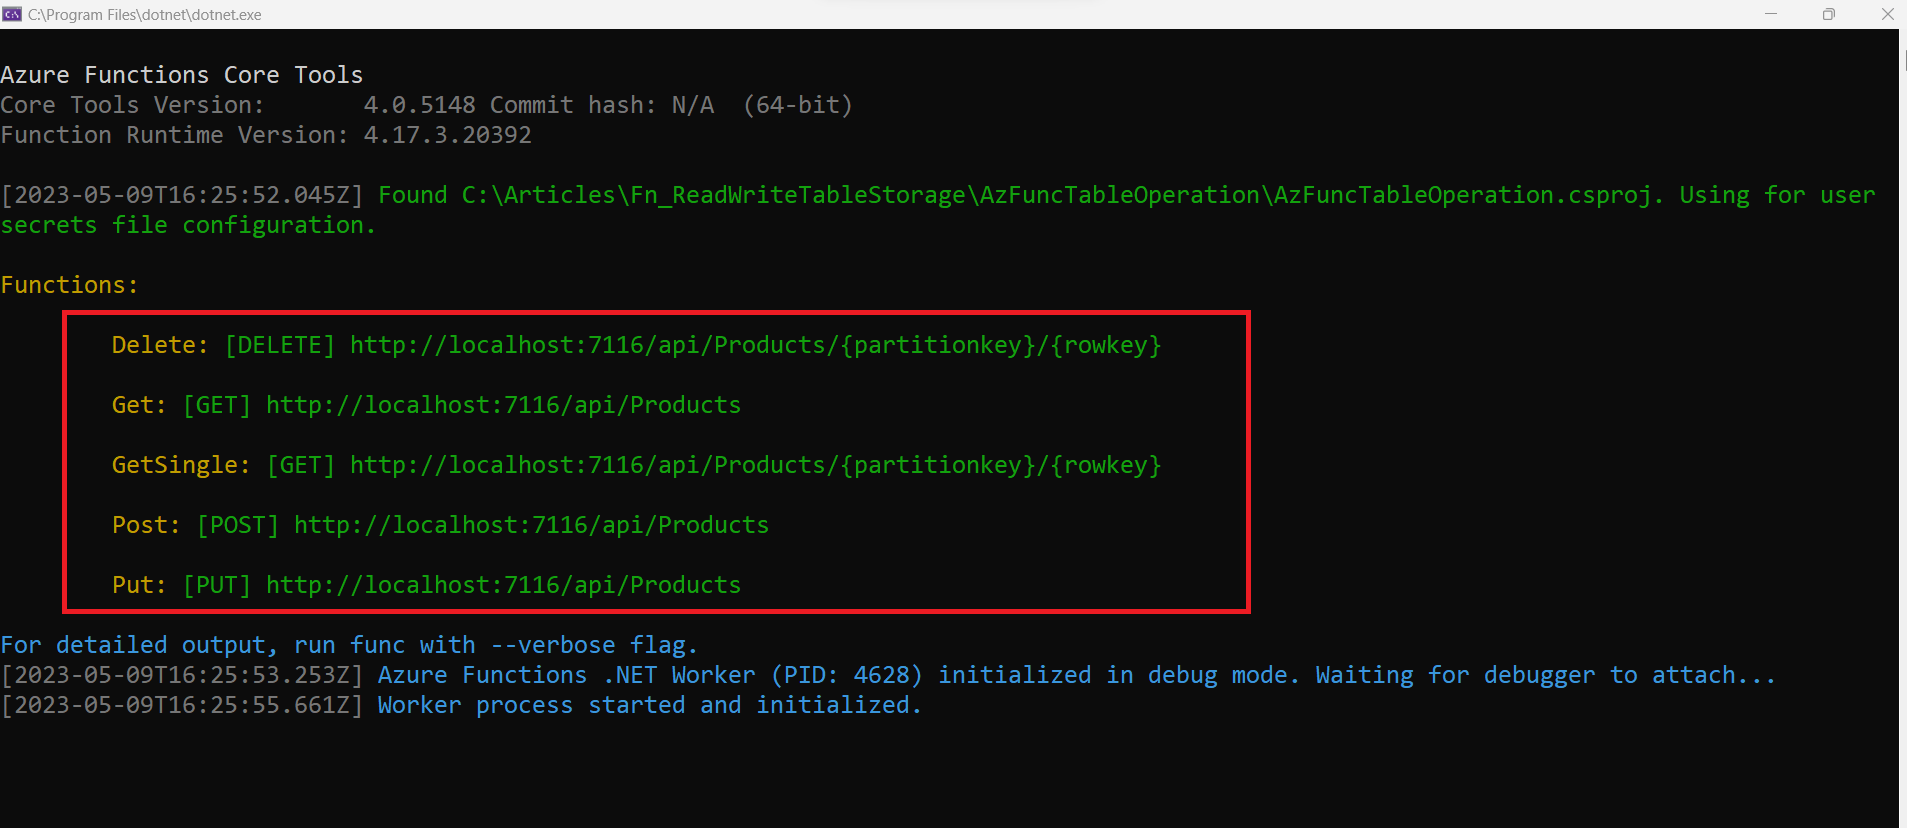 C:\Program Files\dotnet\dotnet.exe
Azure Functions Core Tools
Core Tools Version:       4.0.5148 Commit hash: N/A  (64-bit)
Function Runtime Version: 4.17.3.20392
[2023-05-09T16:25:52.045Z] Found C:\Articles\Fn_ReadWriteTableStorage\AzFuncTableOperation\AzFuncTableOperation.csproj. Using for user
secrets file configuration.
Functions:
Delete: [DELETE] http://localhost:7116/api/Products/{partitionkey}/{rowkey}
Get: [GET] http://localhost:7116/api/Products
GetSingle: [GET] http://localhost:7116/api/Products/{partitionkey}/{rowkey}
Post: [POST] http://localhost:7116/api/Products
Put: [PUT] http://localhost:7116/api/Products
For detailed output, run func with --verbose flag.
[2023-05-09T16:25:53.253Z] Azure Functions .NET Worker (PID: 4628) initialized in debug mode. Waiting for debugger to attach...
[2023-05-09T16:25:55.661Z] Worker process started and initialized.